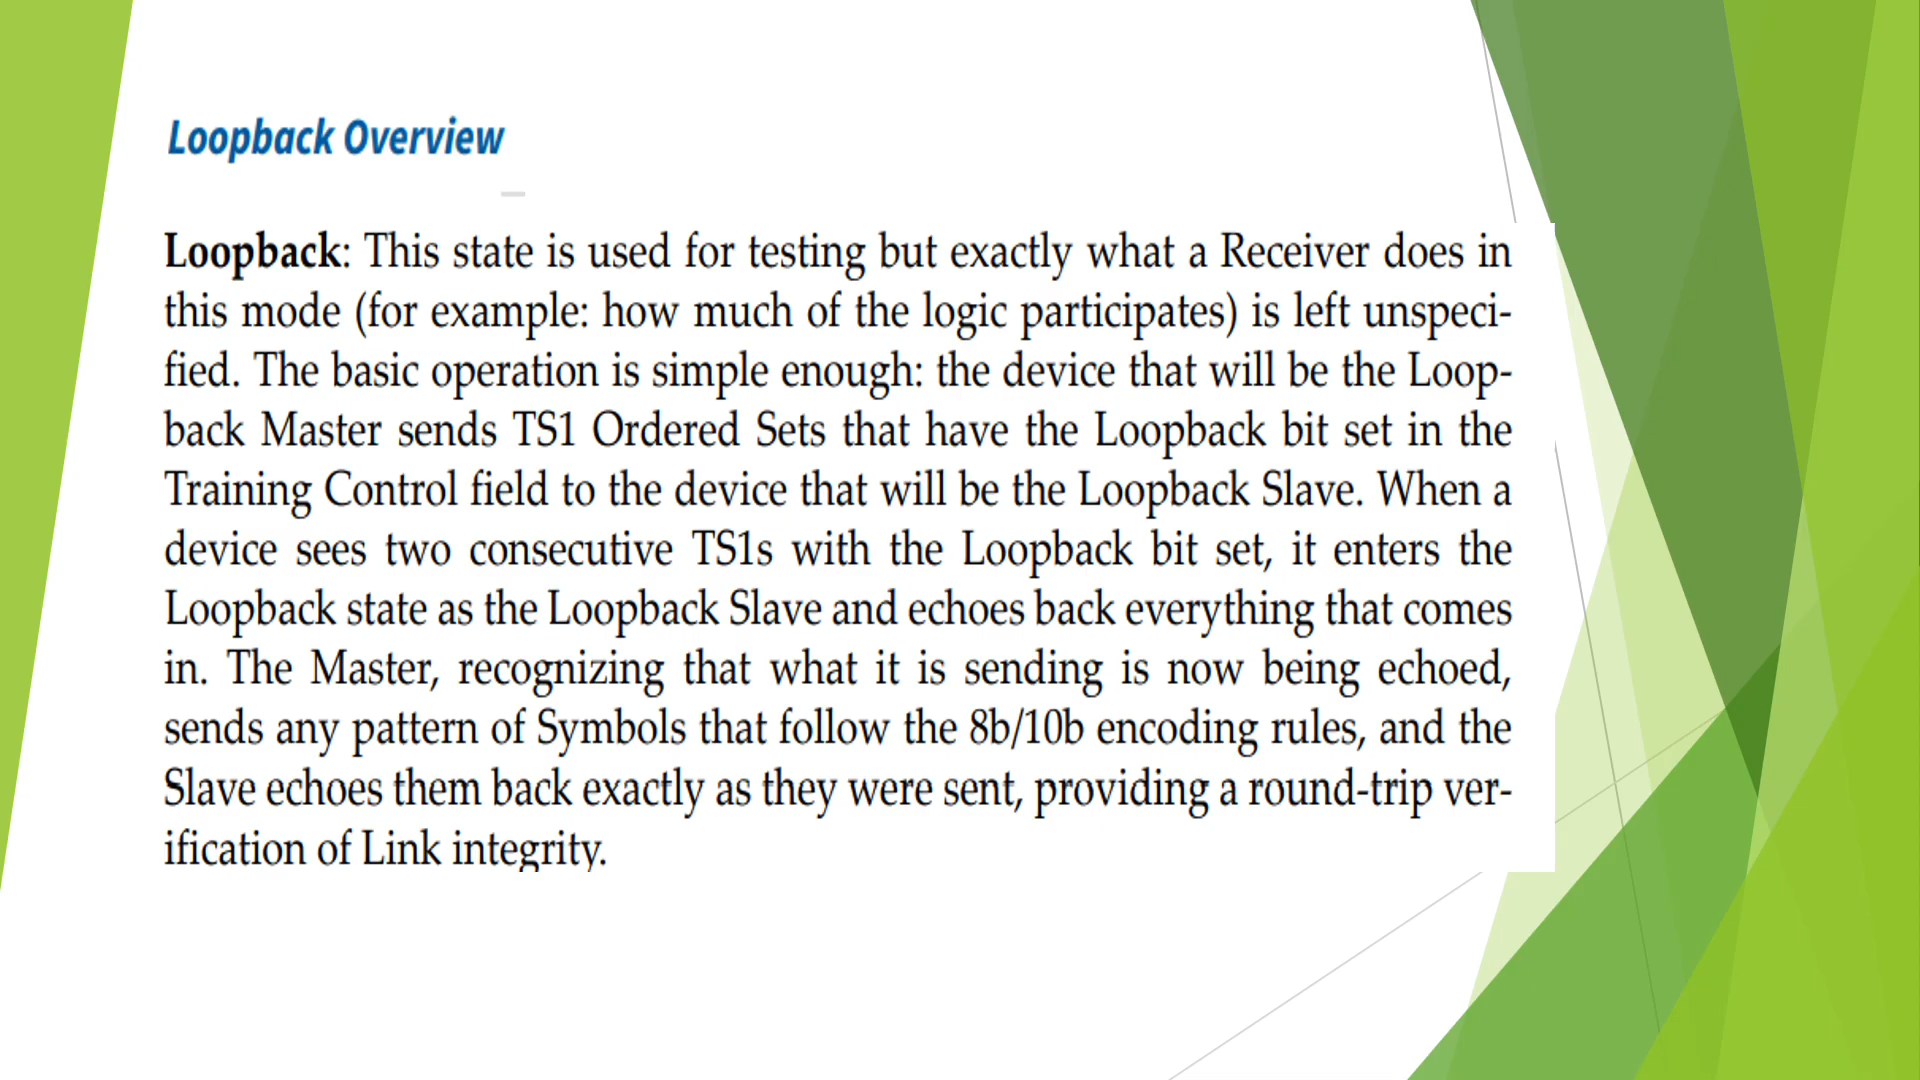 Loopback Overview
Loopback: This state is used for testing but exactly what a Receiver does in
this mode (for example: how much of the logic participates) is left unspeci-
fied. The basic operation is simple enough: the device that will be the Loop-
back Master sends TS1 Ordered Sets that have the Loopback bit set in the
Training Control field to the device that will be the Loopback Slave. When a
device sees two consecutive TS1s with the Loopback bit set, it enters the
Loopback state as the Loopback Slave and echoes back everything that comes
in. The Master, recognizing that what it is sending is now being echoed,
sends any pattern of Symbols that follow the 8b/10b encoding rules, and the
Slave echoes them back exactly as they were sent, providing a round-trip ver-
ification of Link integrity.